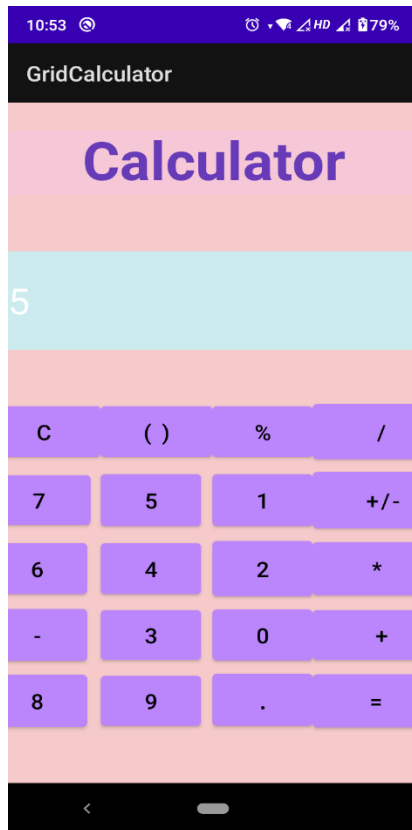 10:53 HD 79%
GridCalculator
Calculator
5
C ( ) % /
7 5 1 +/-
6 4 2 *
- 3 0 +
8 9 . =